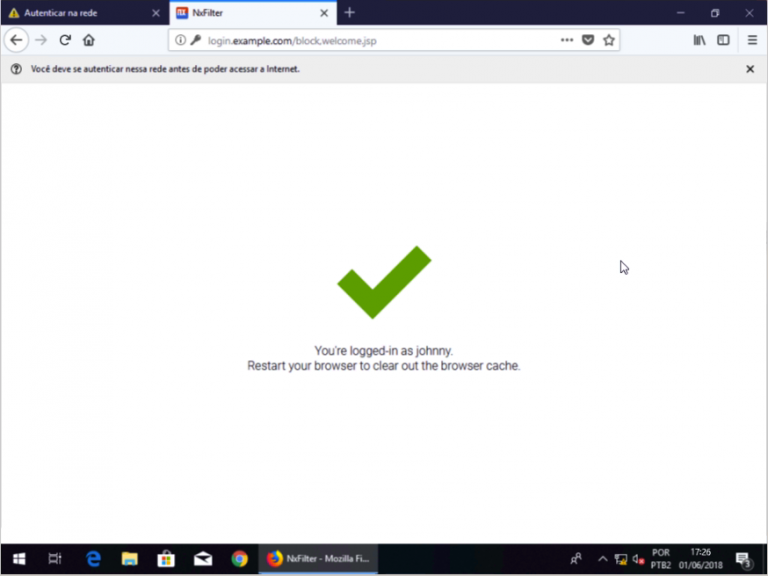 Autenticar na rede
NxFilter
login.example.com/block,welcome.jsp
Você deve se autenticar nessa rede antes de poder acessar a Internet.
You're logged-in as johnny.
Restart your browser to clear out the browser cache.
NxFilter - Mozilla Fi...
POR
PTB2
17:26
01/06/2018
3